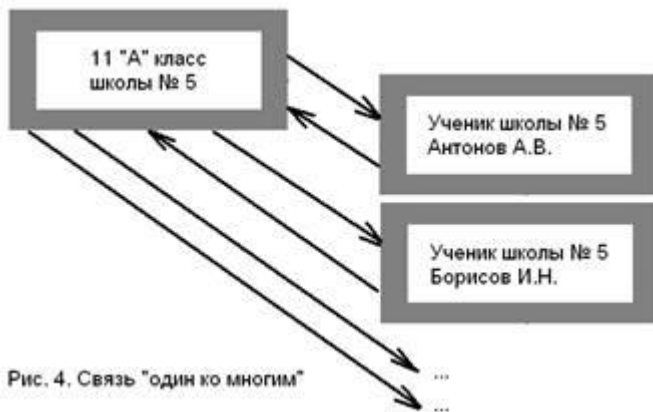 11 "А" класс
школы № 5
Ученик школы № 5
Антонов А.В.
Ученик школы № 5
Борисов И.Н.
...
Рис. 4. Связь "один ко многим"
...